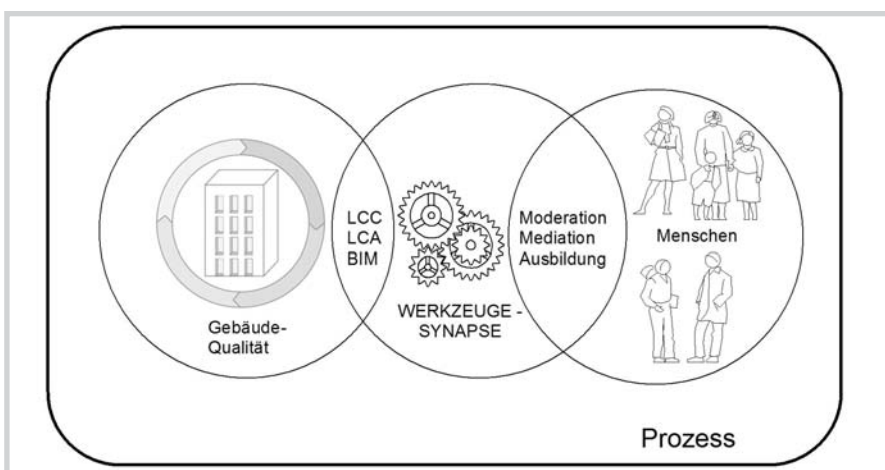 LCC
LCA
BIM
Moderation
Mediation
Ausbildung
Menschen
Gebäude-
Qualität
WERKZEUGE -
SYNAPSE
Prozess